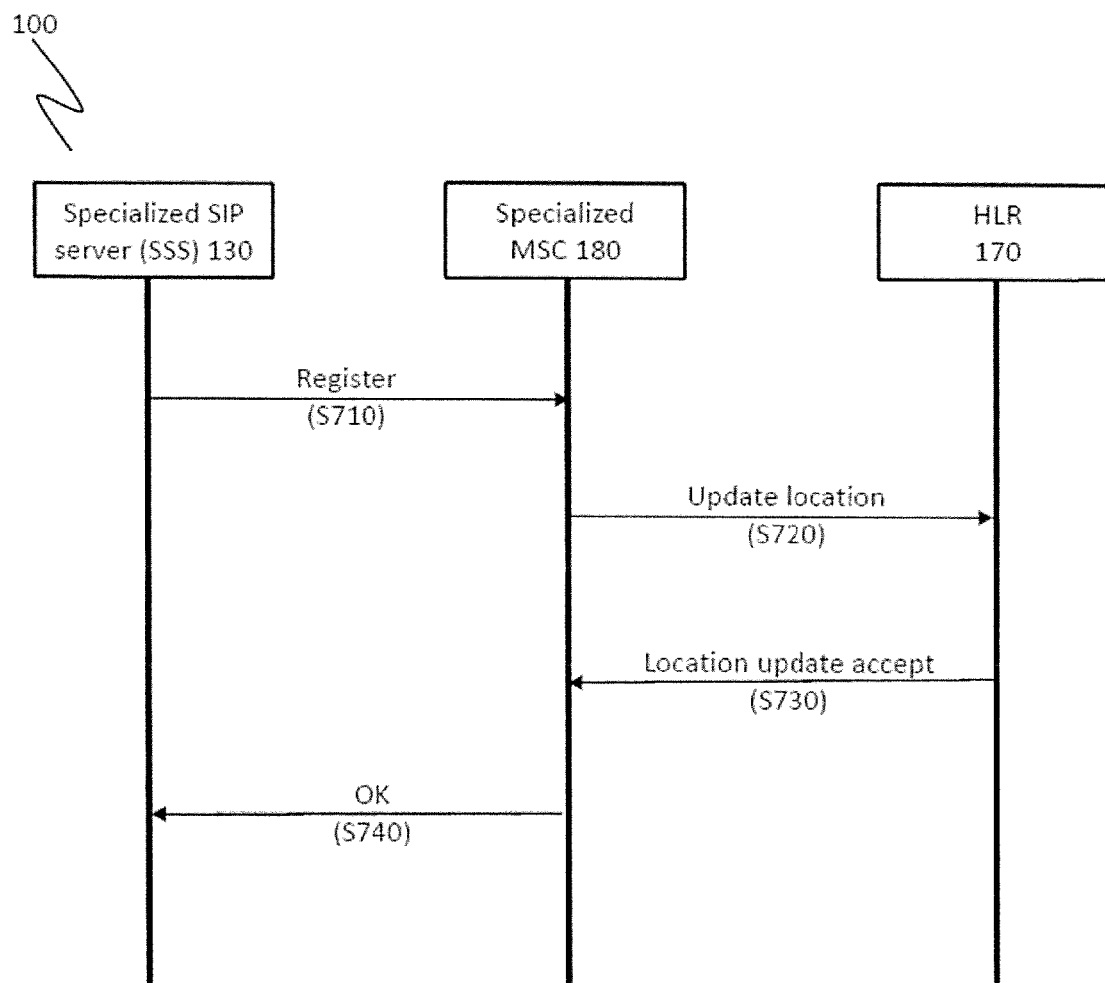 100
Specialized SIP
server (SSS) 130
Specialized
MSC 180
HLR
170
Register
(S710)
Update location
(S720)
Location update accept
(S730)
OK
(S740)